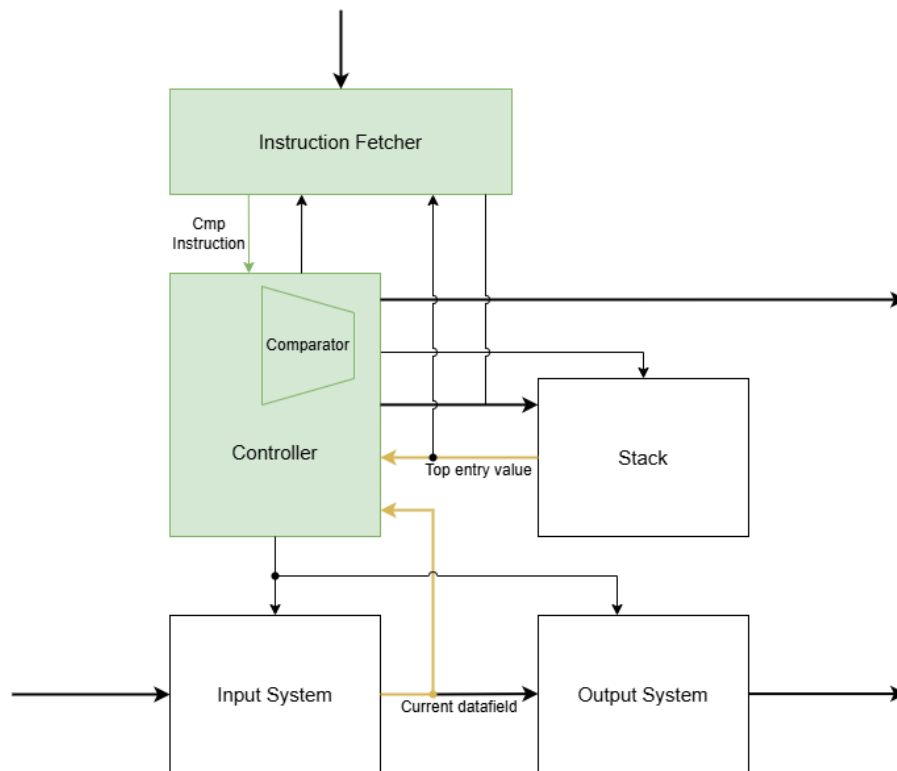 Instruction Fetcher
Cmp
Instruction
Comparator
Controller
Stack
Top entry value
Input System
Current datafield
Output System